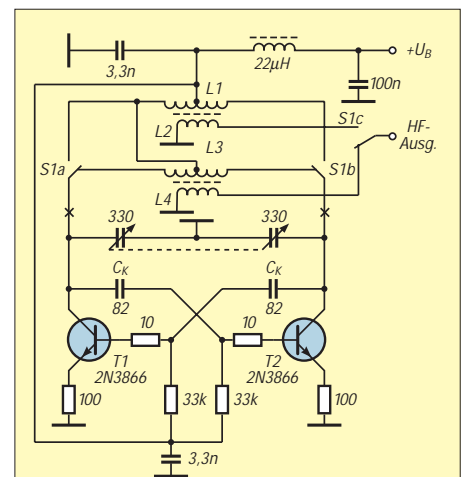 +U_B
3,3n
22µH
100n
L1
S1c
L2
L3
HF-
Ausg.
S1a
S1b
L4
330
330
C_K
C_K
82
82
10
10
T1
2N3866
T2
2N3866
100
33k
33k
100
3,3n